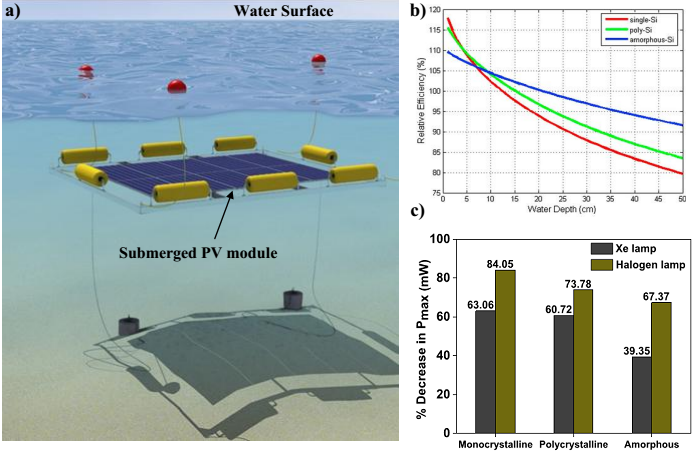 a)
Water Surface
Submerged PV module
b)
Relative Efficiency (%)
120
115
110
105
100
95
90
85
80
75
single-Si
poly-Si
amorphous-Si
1
5
10
15
20
25
30
35
40
45
50
Water Depth (cm)
c)
% Decrease in Pmax (mW)
100
80
60
40
20
0
Xe lamp
Halogen lamp
63.06
84.05
60.72
73.78
39.35
67.37
Monocrystalline
Polycrystalline
Amorphous